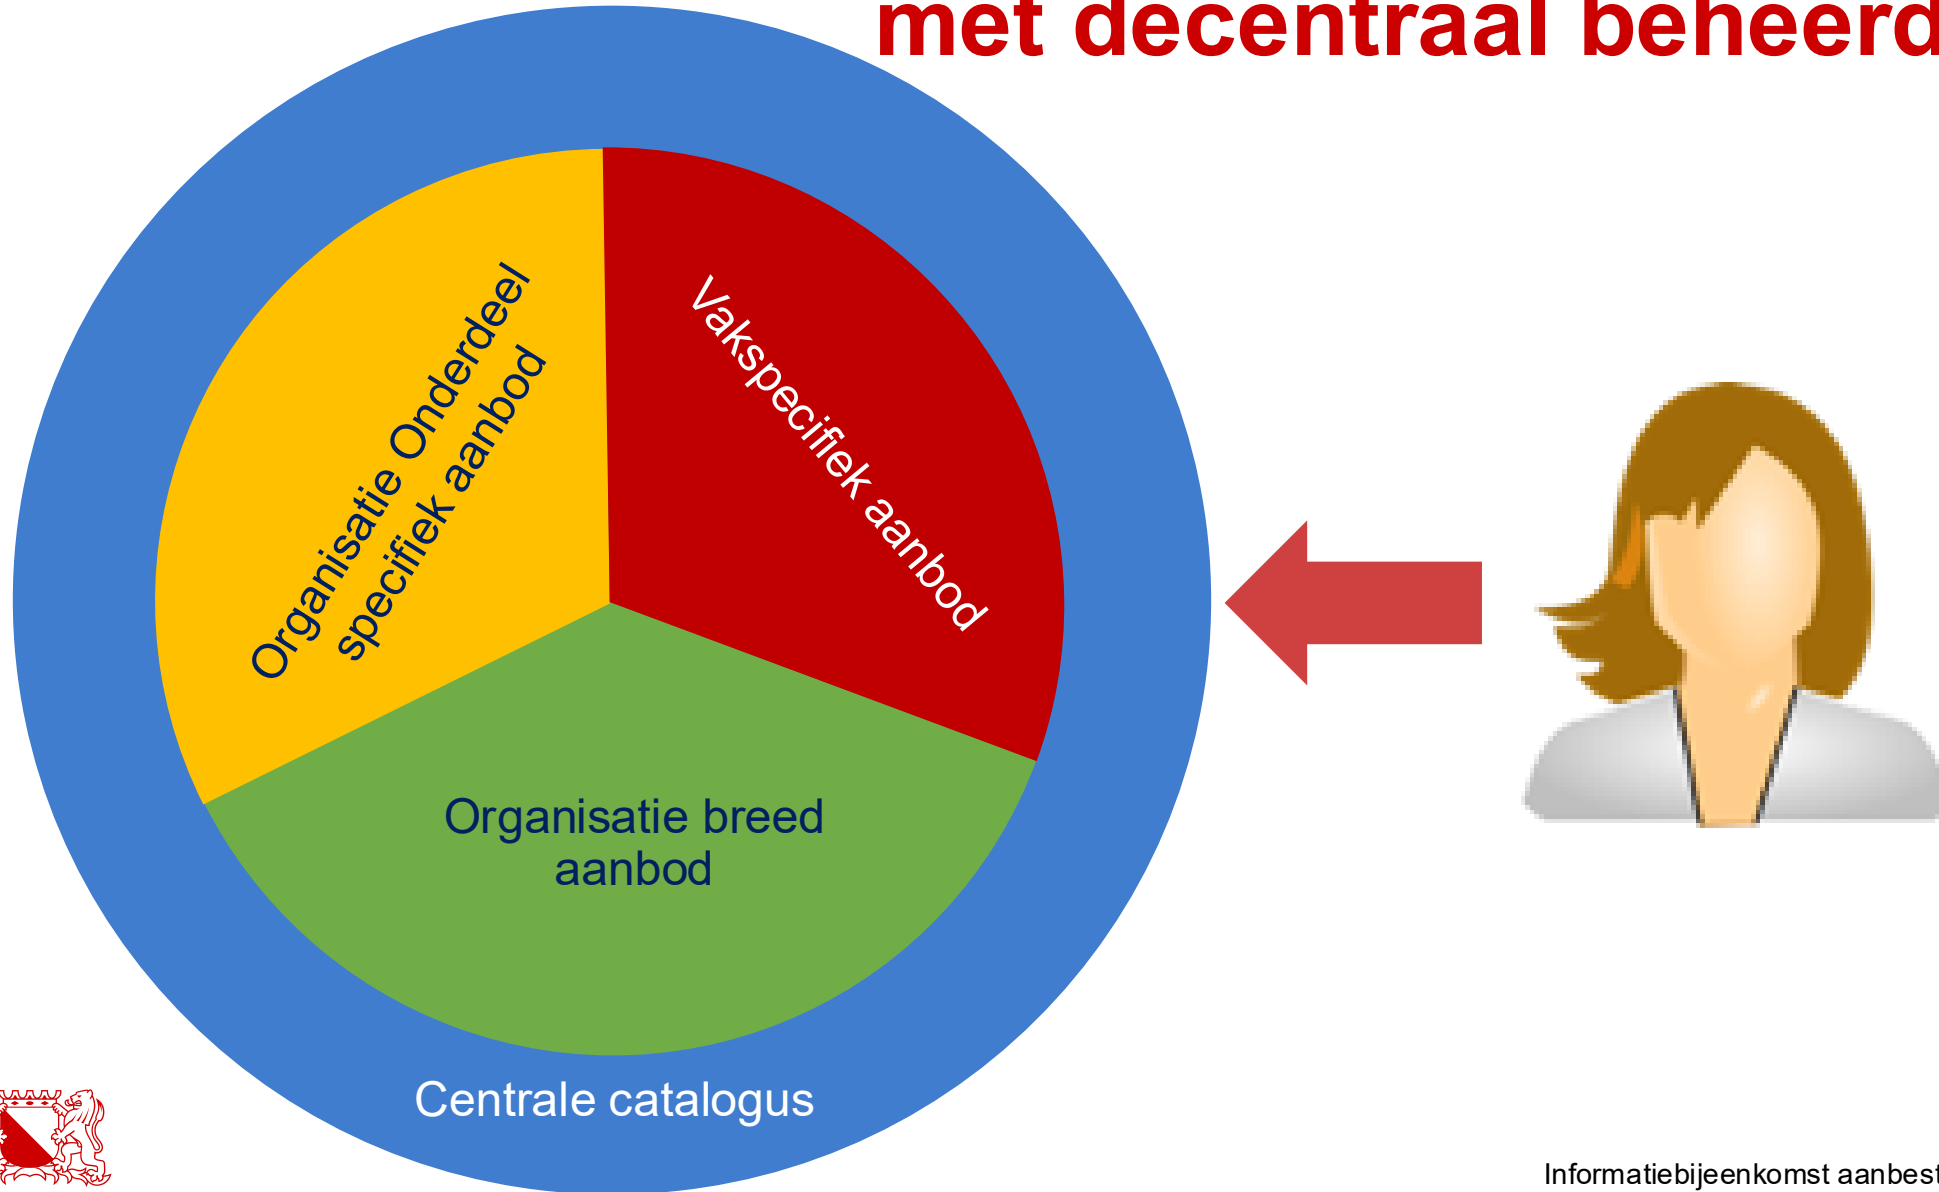 met decentraal beheerd
Organisatie Onderdeel
specifiek aanbod
Vakspecifiek aanbod
Organisatie breed
aanbod
Centrale catalogus
Informatiebijeenkomst aanbest